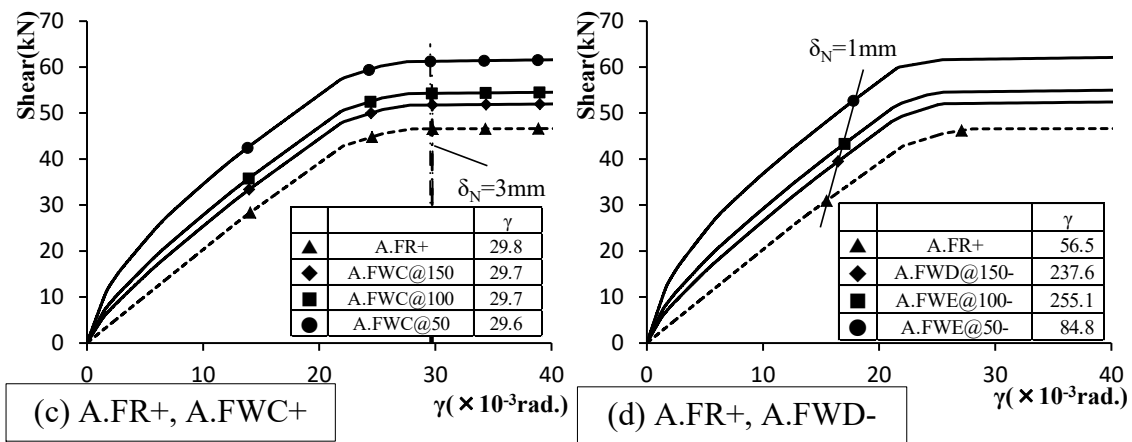 Shear(kN)
70
60
50
40
30
20
10
0
0 10 20 30 40
γ(×10⁻³rad.)
δN=3mm
γ
▲ A.FR+ 29.8
◆ A.FWC@150 29.7
■ A.FWC@100 29.7
● A.FWC@50 29.6
(c) A.FR+, A.FWC+
Shear(kN)
70
60
50
40
30
20
10
0
0 10 20 30 40
γ(×10⁻³rad.)
δN=1mm
γ
▲ A.FR+ 56.5
◆ A.FWD@150- 237.6
■ A.FWE@100- 255.1
● A.FWE@50- 84.8
(d) A.FR+, A.FWD-